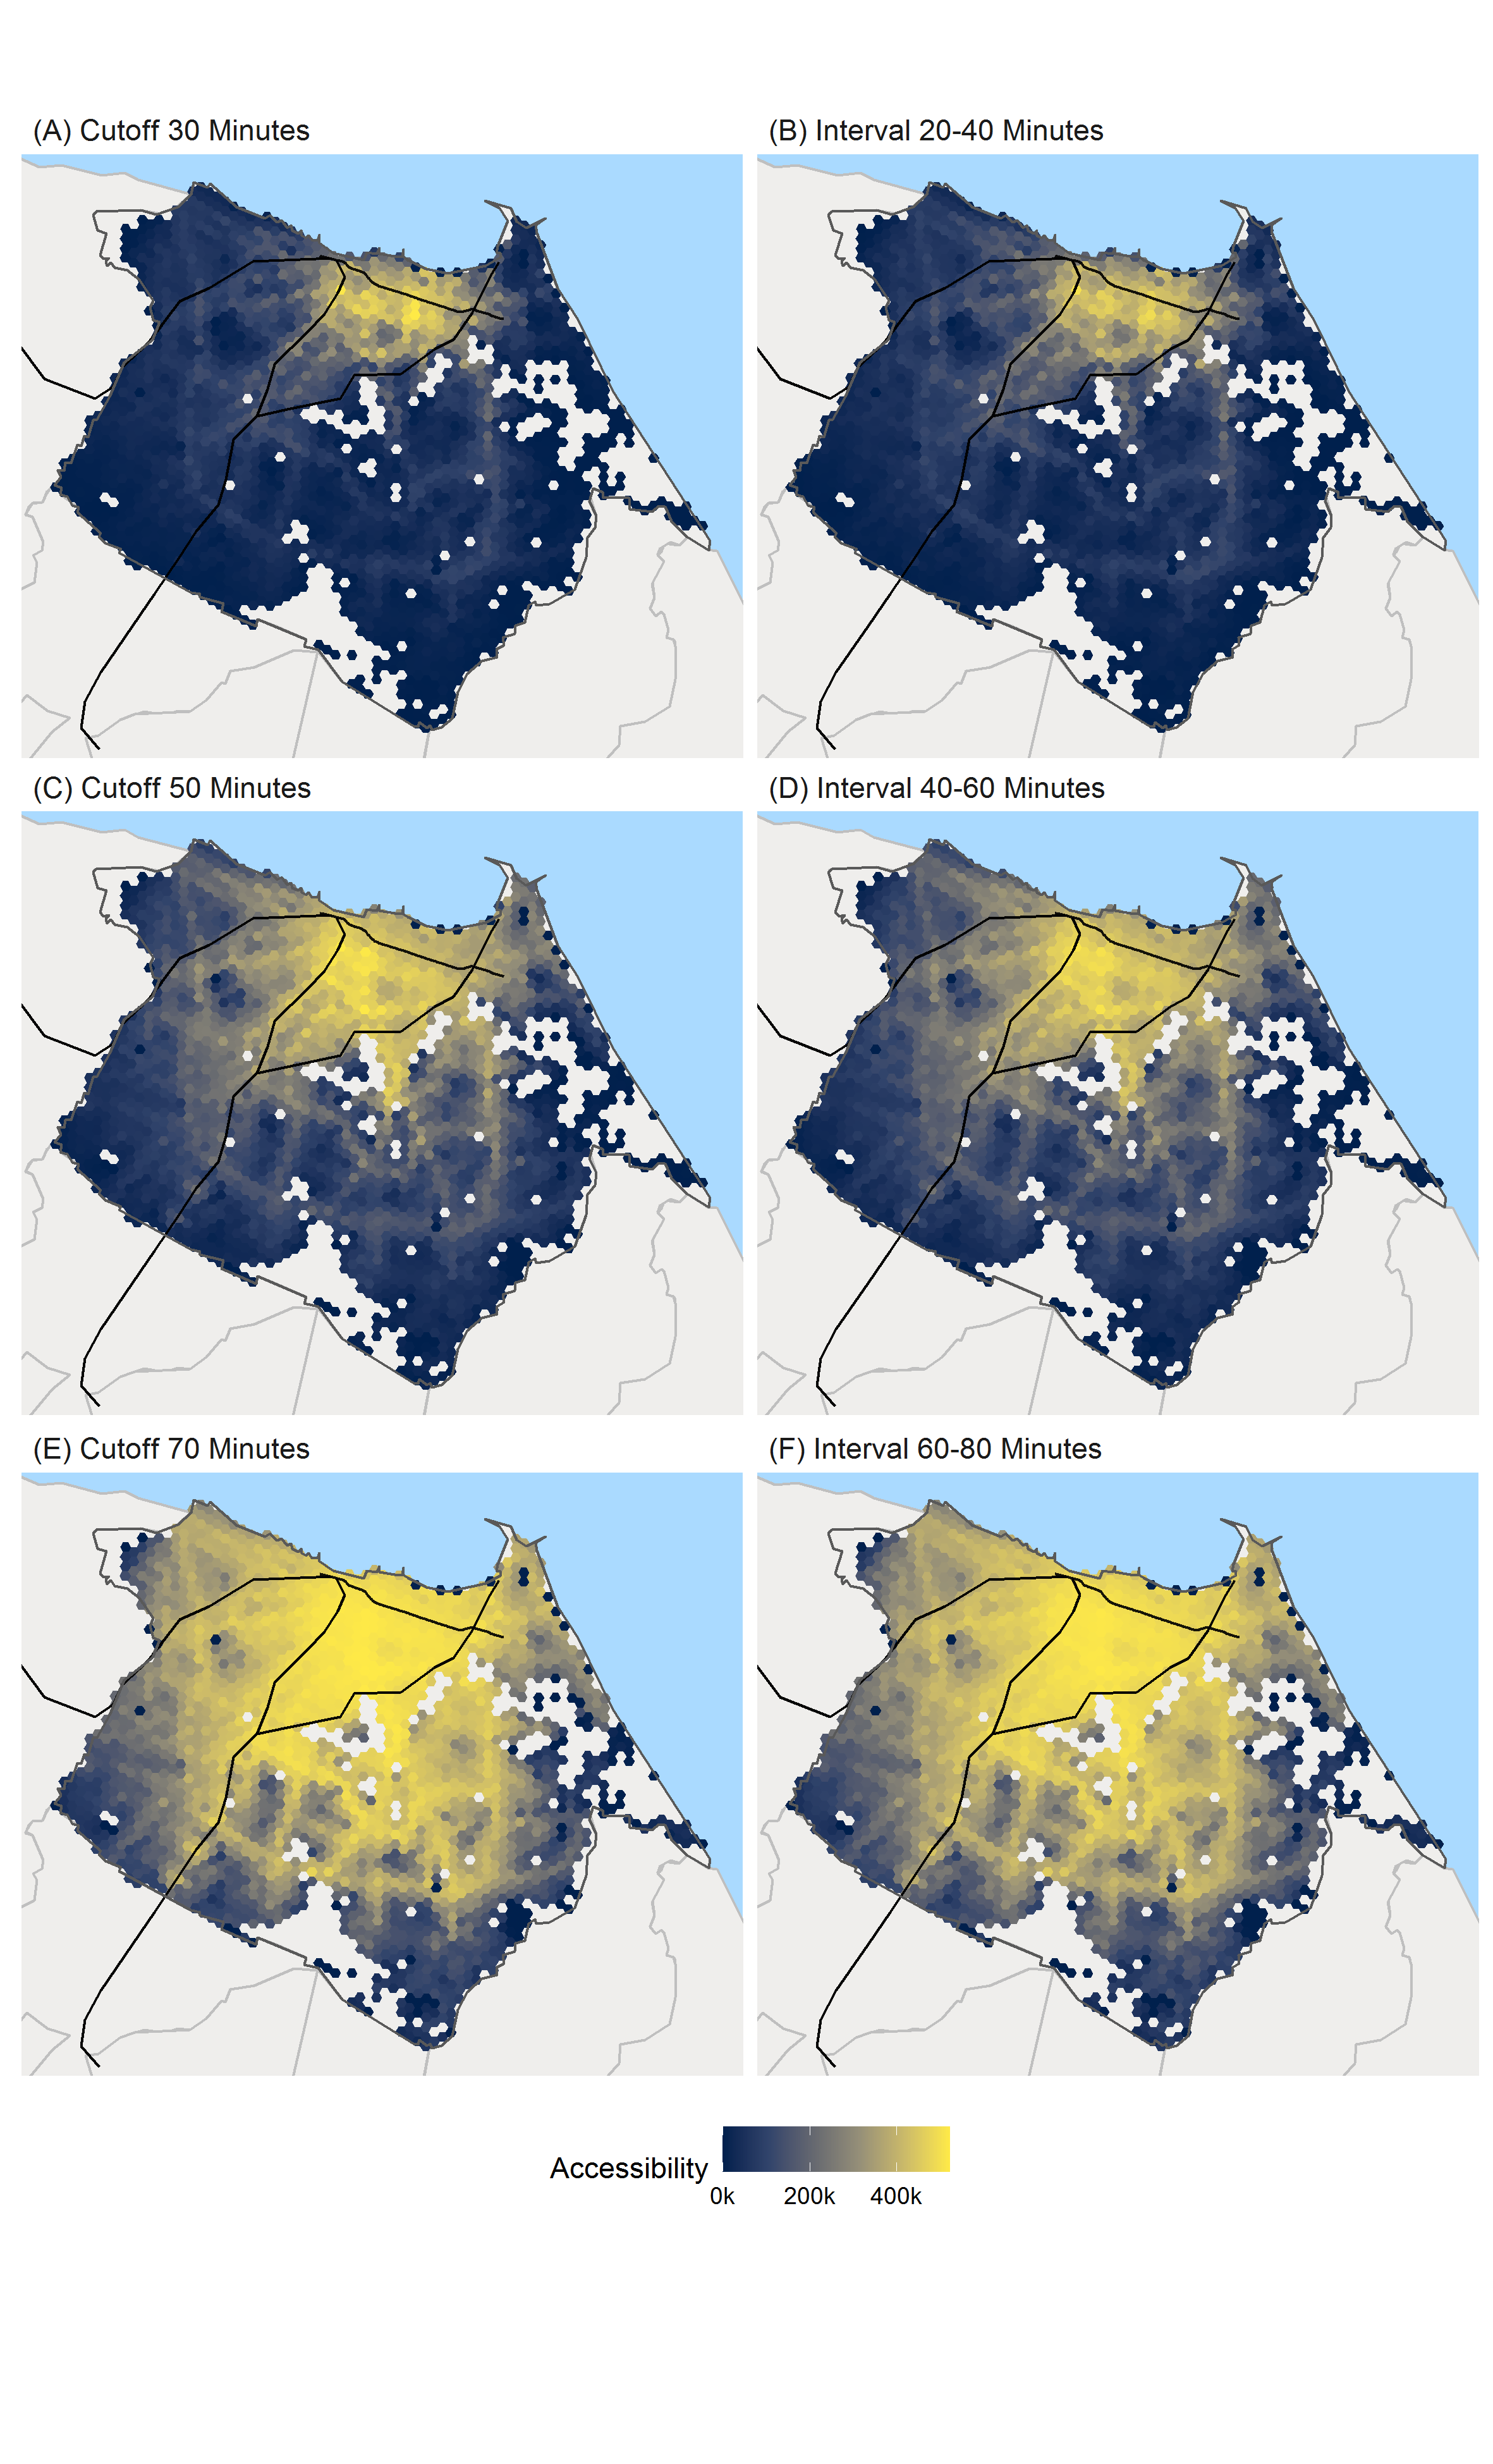 (A) Cutoff 30 Minutes
(B) Interval 20-40 Minutes
(C) Cutoff 50 Minutes
(D) Interval 40-60 Minutes
(E) Cutoff 70 Minutes
(F) Interval 60-80 Minutes
Accessibility
0k 200k 400k